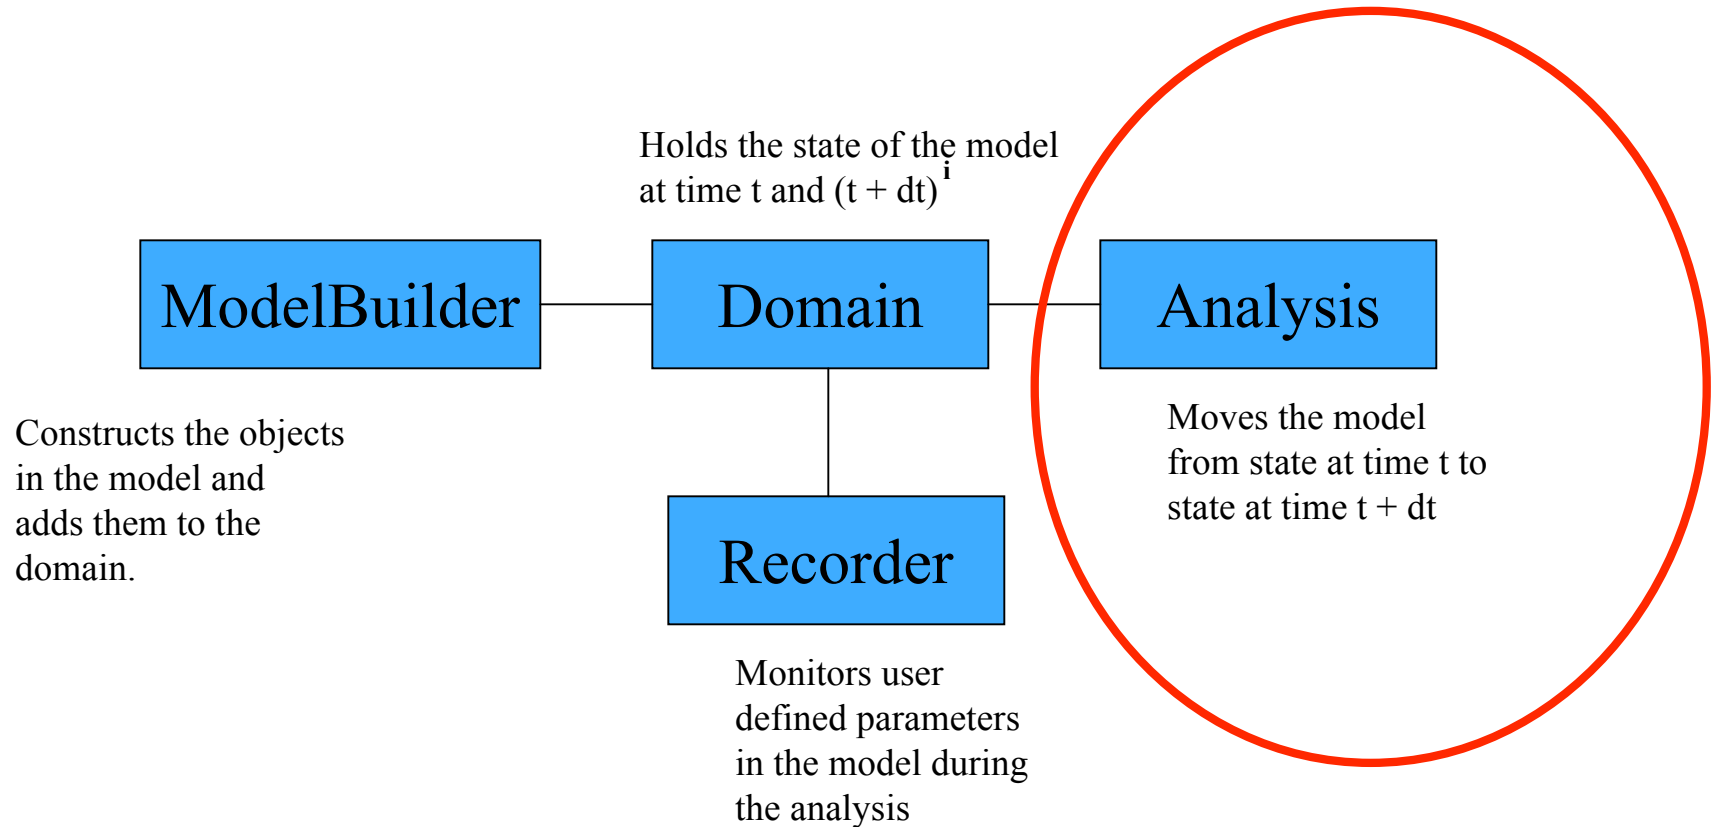 Holds the state of the model
at time t and (t + dt)^i
ModelBuilder
Domain
Analysis
Constructs the objects
in the model and
adds them to the
domain.
Moves the model
from state at time t to
state at time t + dt
Recorder
Monitors user
defined parameters
in the model during
the analysis